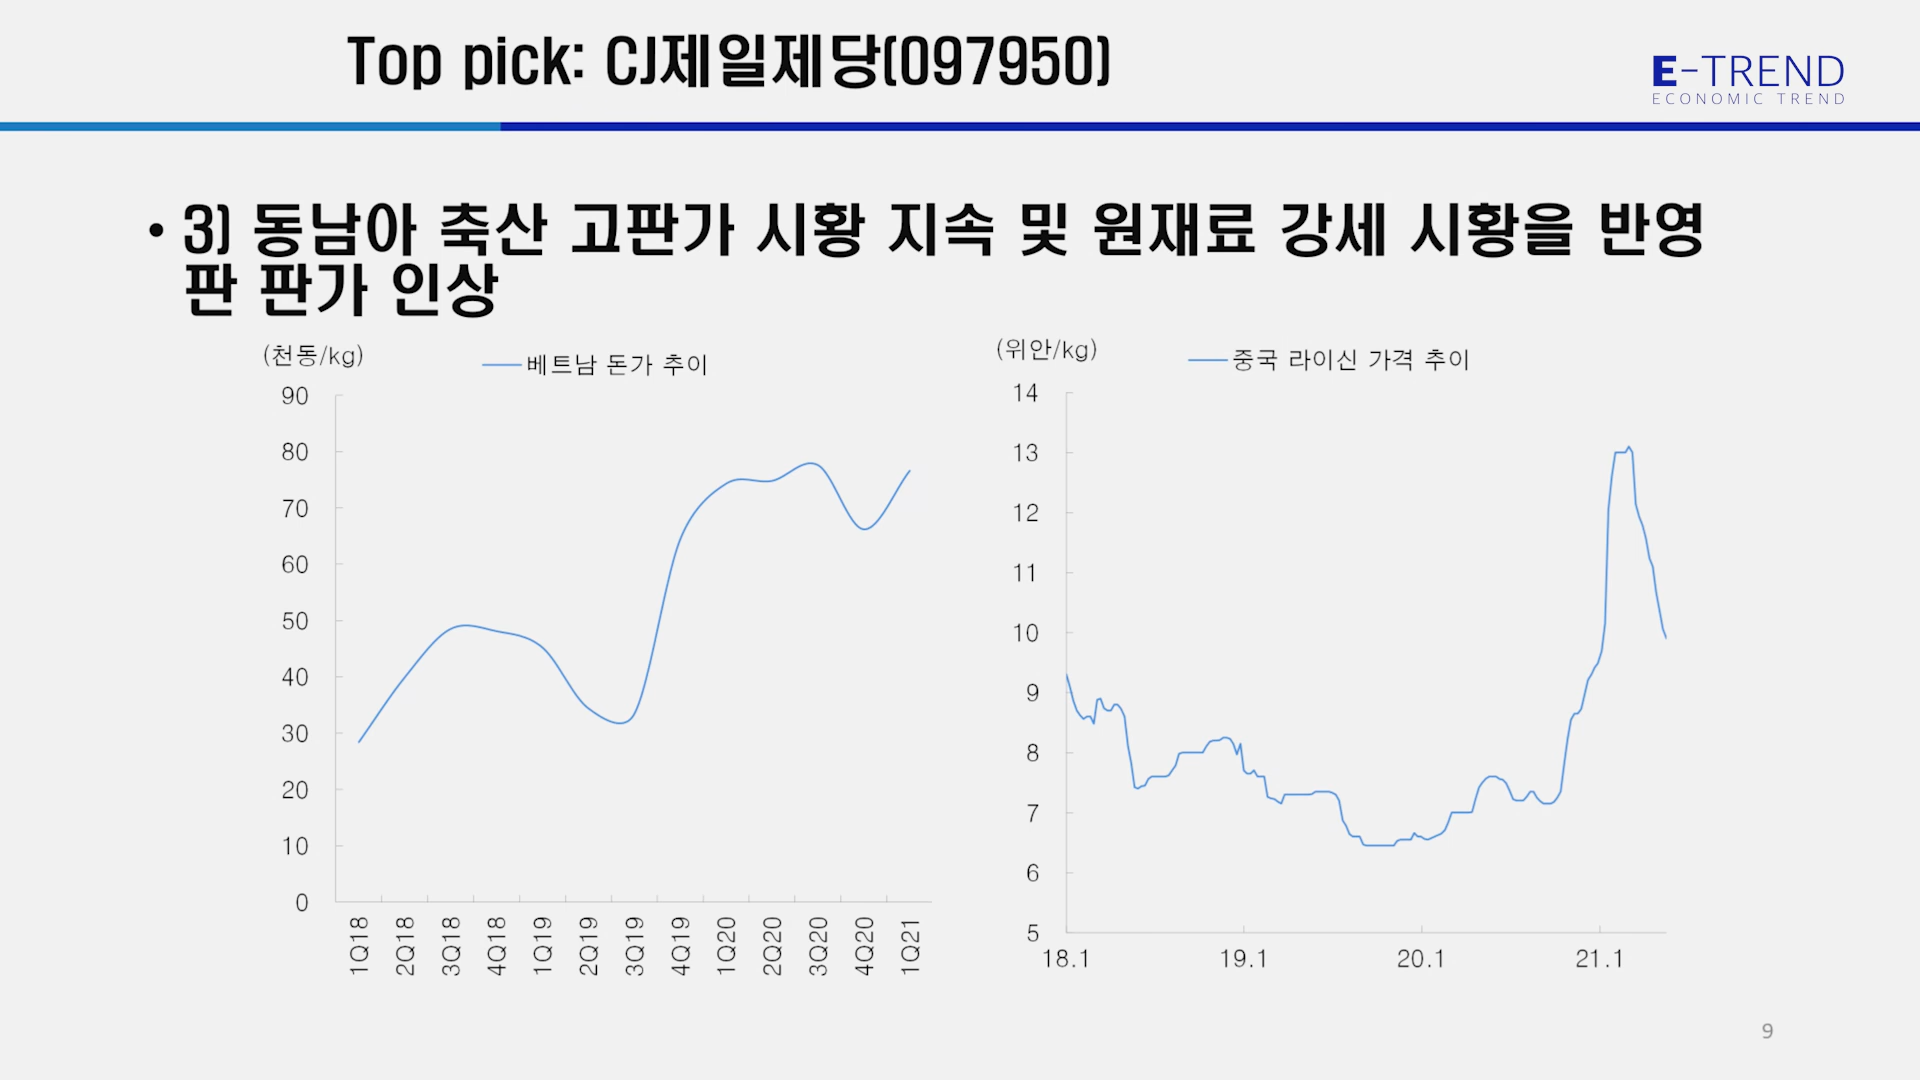 Top pick: CJ제일제당(097950)
E-TREND
ECONOMIC TREND
• 3) 동남아 축산 고판가 시황 지속 및 원재료 강세 시황을 반영
판 판가 인상
(천동/kg)
베트남 돈가 추이
90
80
70
60
50
40
30
20
10
0
1Q18 2Q18 3Q18 4Q18 1Q19 2Q19 3Q19 4Q19 1Q20 2Q20 3Q20 4Q20 1Q21
(위안/kg)
중국 라이신 가격 추이
14
13
12
11
10
9
8
7
6
5
18.1 19.1 20.1 21.1
9